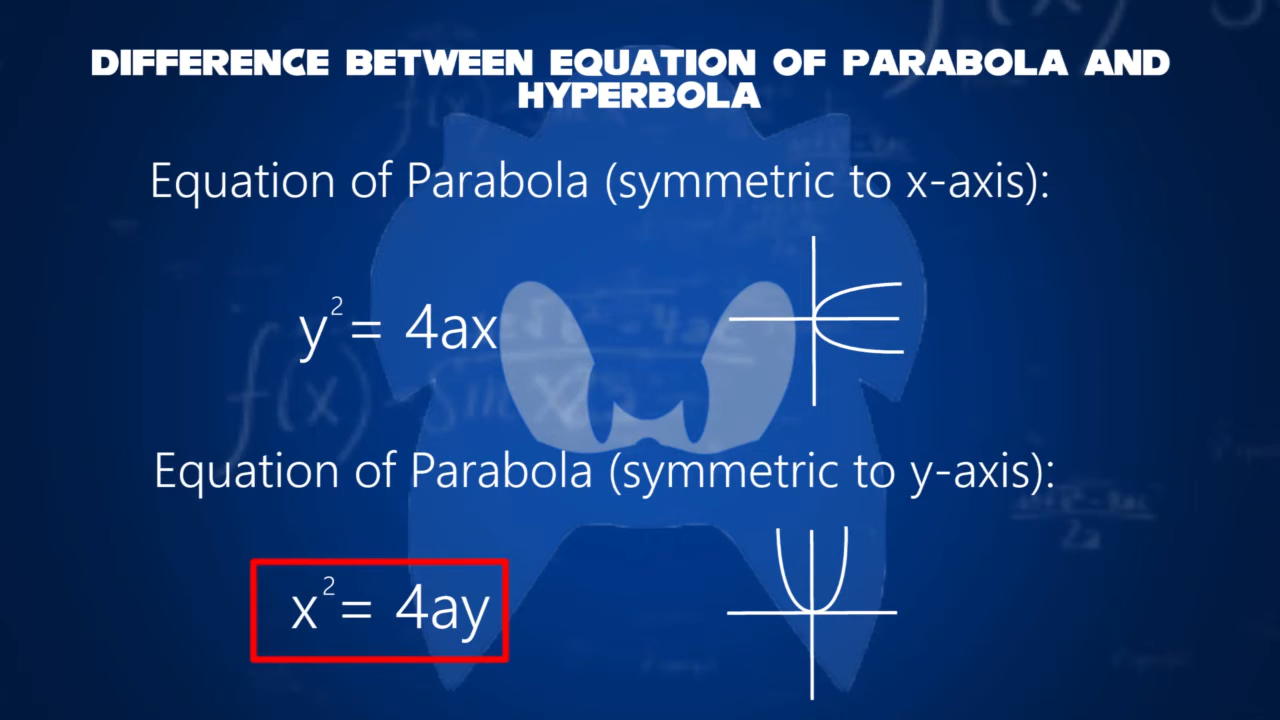 DIFFERENCE BETWEEN EQUATION OF PARABOLA AND
HYPERBOLA
Equation of Parabola (symmetric to x-axis):
y² = 4ax
Equation of Parabola (symmetric to y-axis):
x² = 4ay